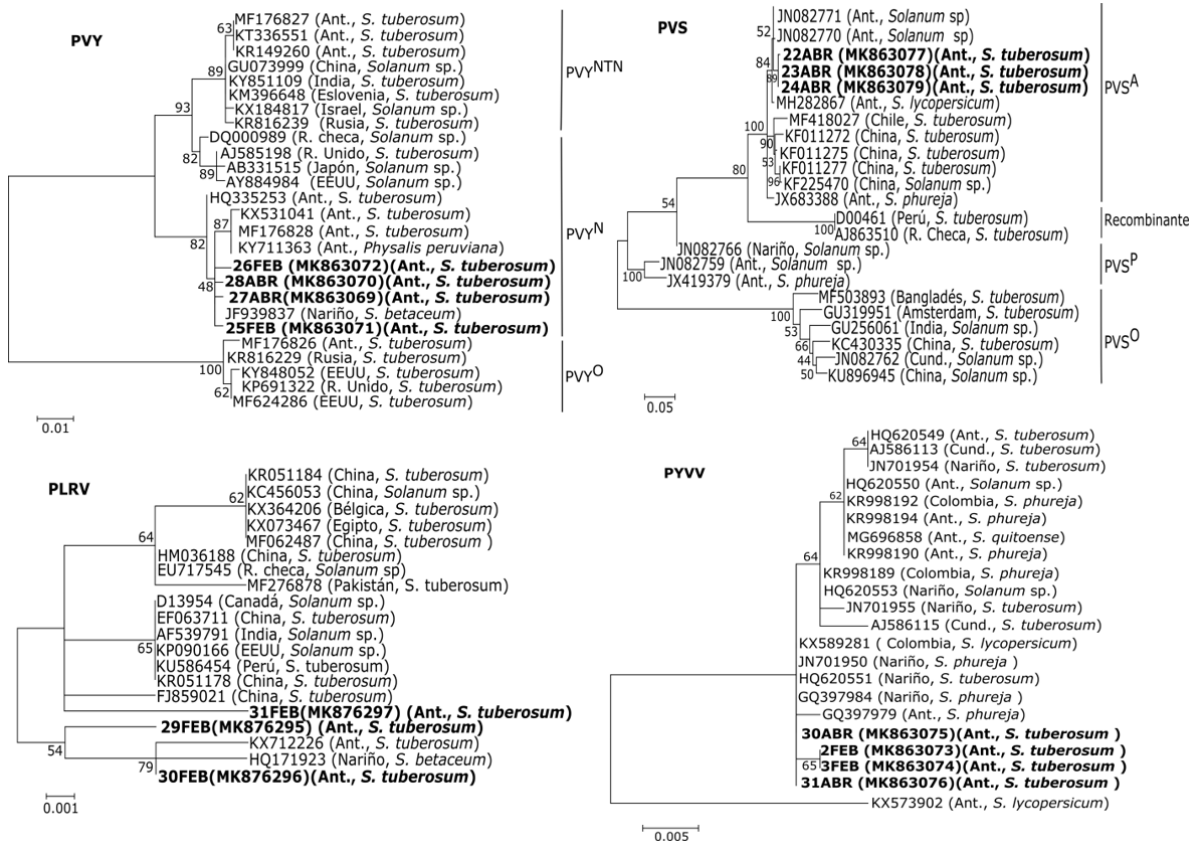 PVY
MF176827 (Ant., S. tuberosum)
KT336551 (Ant., S. tuberosum)
63
KR149260 (Ant., S. tuberosum)
GU073999 (China, Solanum sp.)
89
KY851109 (India, S. tuberosum)
KM396648 (Eslovenia, S. tuberosum)
KX184817 (Israel, Solanum sp.)
KR816239 (Rusia, S. tuberosum)
PVY^NTN
93
DQ000989 (R. checa, Solanum sp.)
82
AJ585198 (R. Unido, S. tuberosum)
AB331515 (Japón, Solanum sp.)
89
AY884984 (EEUU, Solanum sp.)
HQ335253 (Ant., S. tuberosum)
KX531041 (Ant., S. tuberosum)
87
MF176828 (Ant., S. tuberosum)
82
KY711363 (Ant., Physalis peruviana)
26FEB (MK863072)(Ant., S. tuberosum)
28ABR (MK863070)(Ant., S. tuberosum)
48
27ABR(MK863069)(Ant., S. tuberosum)
JF939837 (Nariño, S. betaceum)
25FEB (MK863071)(Ant., S. tuberosum)
PVY^N
MF176826 (Ant., S. tuberosum)
KR816229 (Rusia, S. tuberosum)
100
KY848052 (EEUU, S. tuberosum)
KP691322 (R. Unido, S. tuberosum)
62
MF624286 (EEUU, S. tuberosum)
PVY^O
0.01
PVS
JN082771 (Ant., Solanum sp)
52
JN082770 (Ant., Solanum sp)
22ABR (MK863077)(Ant., S. tuberosum)
84
23ABR (MK863078)(Ant., S. tuberosum)
89
24ABR (MK863079)(Ant., S. tuberosum)
MH282867 (Ant., S. lycopersicum)
MF418027 (Chile, S. tuberosum)
100
KF011272 (China, S. tuberosum)
90
KF011275 (China, S. tuberosum)
53
KF011277 (China, S. tuberosum)
96
KF225470 (China, Solanum sp.)
JX683388 (Ant., S. phureja)
PVS^A
80
D00461 (Perú, S. tuberosum)
100
AJ863510 (R. Checa, S. tuberosum)
Recombinante
54
JN082766 (Nariño, Solanum sp.)
JN082759 (Ant., Solanum sp.)
100
JX419379 (Ant., S. phureja)
PVS^P
MF503893 (Bangladés, S. tuberosum)
100
GU319951 (Amsterdam, S. tuberosum)
53
GU256061 (India, Solanum sp.)
66
KC430335 (China, S. tuberosum)
44
JN082762 (Cund., Solanum sp.)
50
KU896945 (China, Solanum sp.)
PVS^O
0.05
PLRV
KR051184 (China, S. tuberosum)
KC456053 (China, Solanum sp.)
62
KX364206 (Bélgica, S. tuberosum)
KX073467 (Egipto, S. tuberosum)
64
MF062487 (China, S. tuberosum )
HM036188 (China, S. tuberosum)
EU717545 (R. checa, Solanum sp)
MF276878 (Pakistán, S. tuberosum)
D13954 (Canadá, Solanum sp.)
EF063711 (China, S. tuberosum)
AF539791 (India, Solanum sp.)
65
KP090166 (EEUU, Solanum sp.)
KU586454 (Perú, S. tuberosum)
KR051178 (China, S. tuberosum)
FJ859021 (China, S. tuberosum)
31FEB(MK876297) (Ant., S. tuberosum)
29FEB(MK876295) (Ant., S. tuberosum)
54
KX712226 (Ant., S. tuberosum)
HQ171923 (Nariño, S. betaceum)
79
30FEB(MK876296)(Ant., S. tuberosum)
0.001
PYVV
HQ620549 (Ant., S. tuberosum)
64
AJ586113 (Cund., S. tuberosum)
JN701954 (Nariño, S. tuberosum)
HQ620550 (Ant., Solanum sp.)
62
KR998192 (Colombia, S. phureja)
KR998194 (Ant., S. phureja)
MG696858 (Ant., S. quitoense)
64
KR998190 (Ant., S. phureja)
KR998189 (Colombia, S. phureja)
HQ620553 (Nariño, Solanum sp.)
JN701955 (Nariño, S. tuberosum)
AJ586115 (Cund., S. tuberosum)
KX589281 ( Colombia, S. lycopersicum)
JN701950 (Nariño, S. phureja )
HQ620551 (Nariño, S. tuberosum)
GQ397984 (Nariño, S. phureja )
GQ397979 (Ant., S. phureja)
30ABR (MK863075)(Ant., S. tuberosum )
2FEB (MK863073)(Ant., S. tuberosum )
65
3FEB (MK863074)(Ant., S. tuberosum )
31ABR (MK863076)(Ant., S. tuberosum )
KX573902 (Ant., S. lycopersicum)
0.005